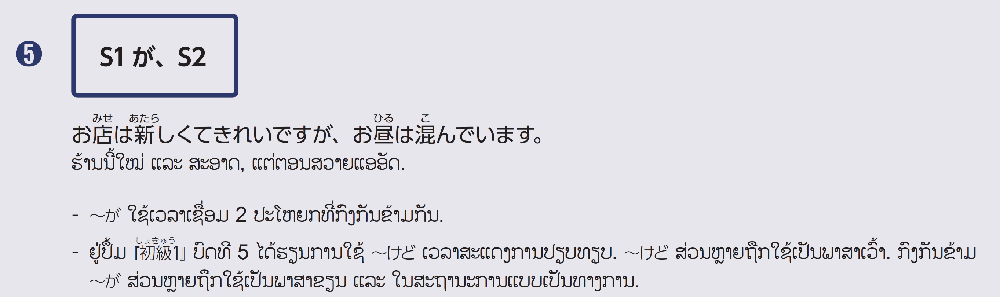 5
S1 が、S2
みせ あたら ひる こ
お店は新しくてきれいですが、お昼は混んでいます。
ຮ້ານນີ້ໃໝ່ ແລະ ສະອາດ, ແຕ່ຕອນສວາຍແອອັດ.
- ～が ໃຊ້ເວລາເຊື່ອມ 2 ປະໂຫຍກທີ່ກົງກັນຂ້າມກັນ.
しょきゅう
- ຢູ່ປຶ້ມ『初級1』ບົດທີ 5 ໄດ້ຮຽນການໃຊ້ ～けど ເວລາສະແດງການປຽບທຽບ. ～けど ສ່ວນຫຼາຍຖືກໃຊ້ເປັນພາສາເວົ້າ. ກົງກັນຂ້າມ
～が ສ່ວນຫຼາຍຖືກໃຊ້ເປັນພາສາຂຽນ ແລະ ໃນສະຖານະການແບບເປັນທາງການ.